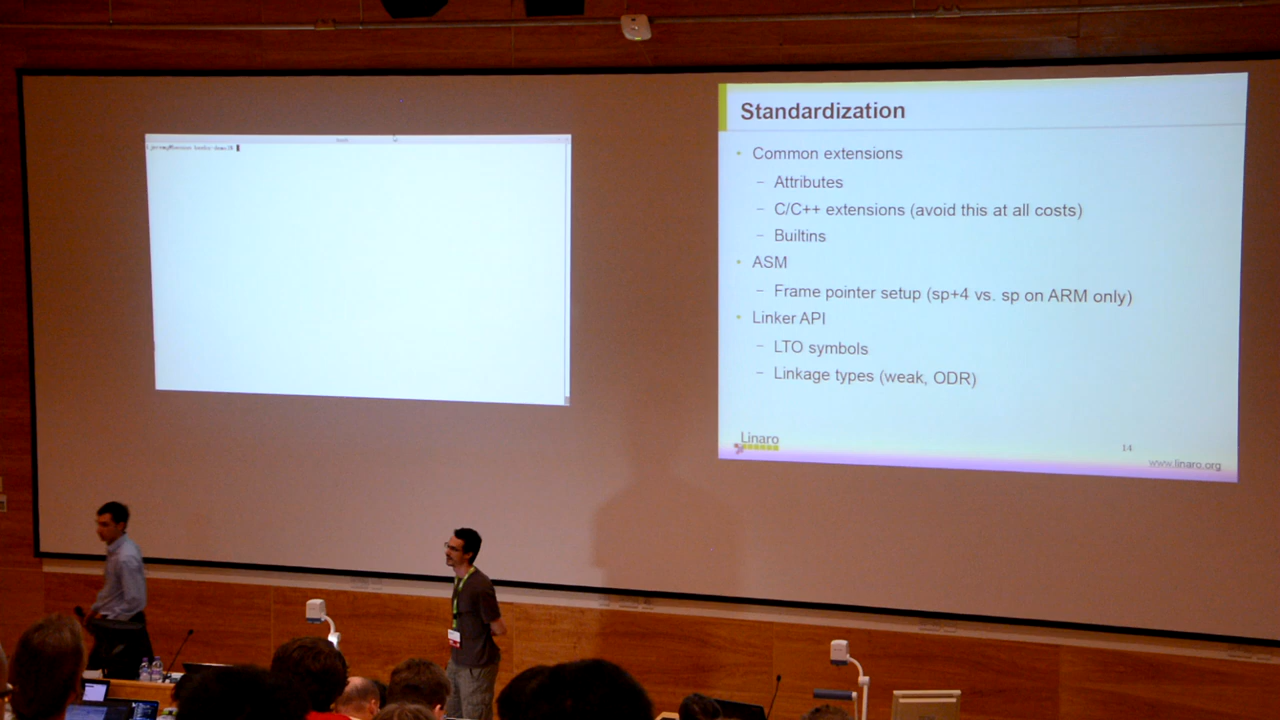 Standardization
• Common extensions
– Attributes
– C/C++ extensions (avoid this at all costs)
– Builtins
• ASM
– Frame pointer setup (sp+4 vs. sp on ARM only)
• Linker API
– LTO symbols
– Linkage types (weak, ODR)
Linaro
14
www.linaro.org